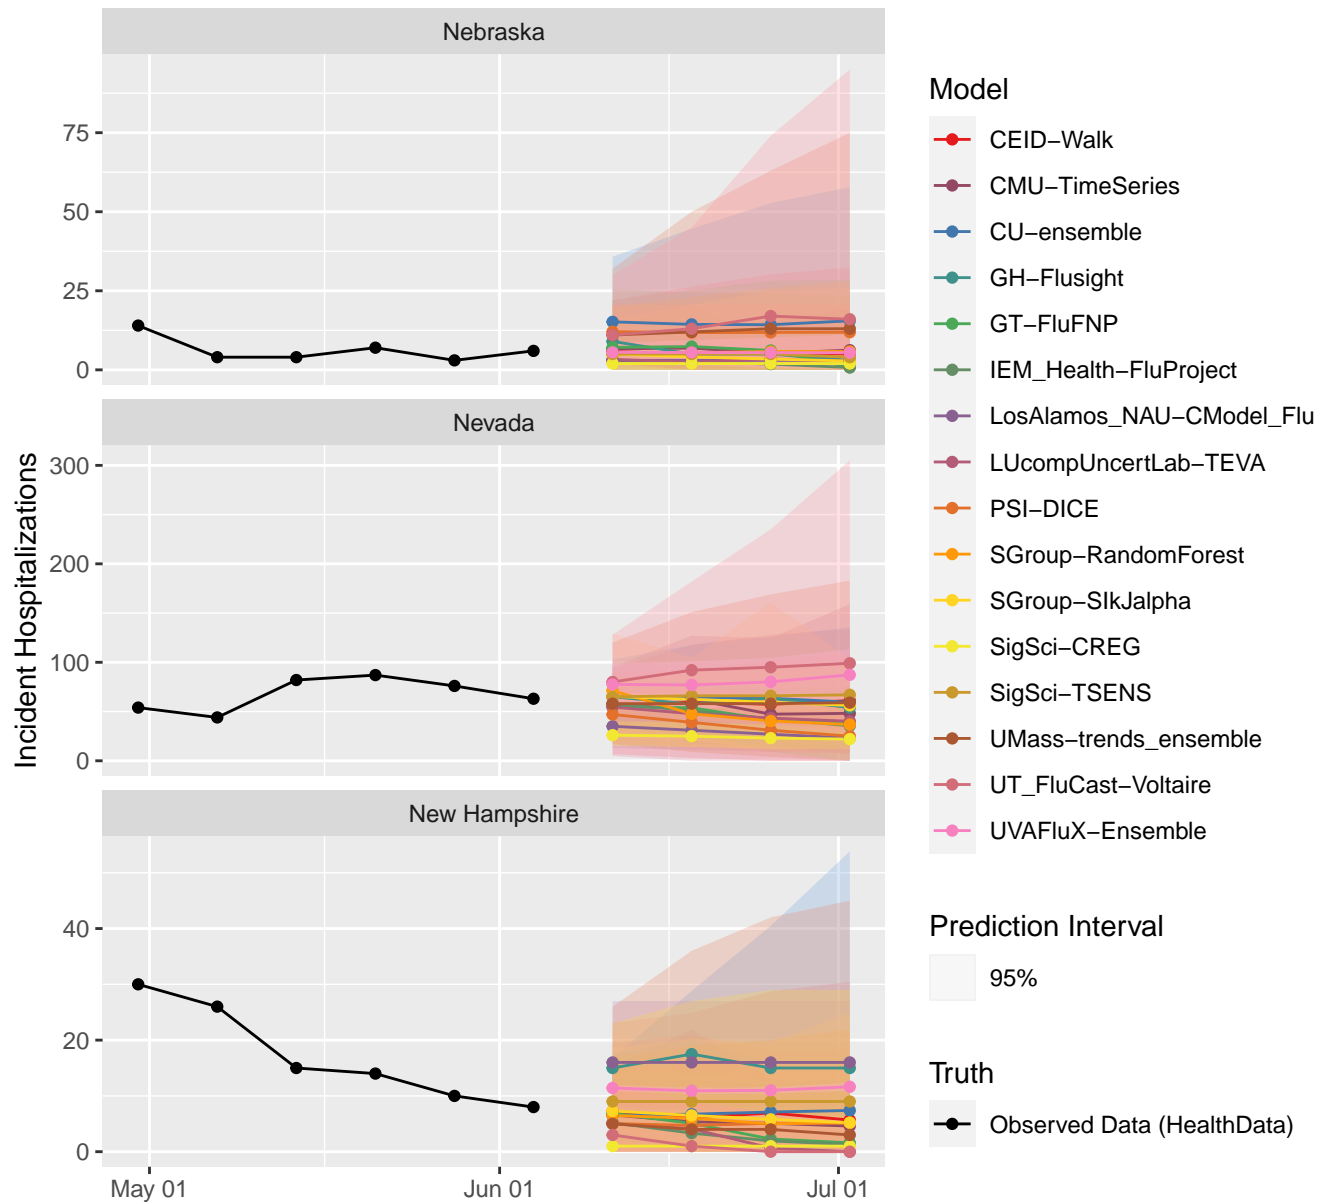 Nebraska
75
50
25
0
Nevada
300
200
100
0
New Hampshire
40
20
0
May 01
Jun 01
Jul 01
Incident Hospitalizations
Model
CEID−Walk
CMU−TimeSeries
CU−ensemble
GH−Flusight
GT−FluFNP
IEM_Health−FluProject
LosAlamos_NAU−CModel_Flu
LUcompUncertLab−TEVA
PSI−DICE
SGroup−RandomForest
SGroup−SIkJalpha
SigSci−CREG
SigSci−TSENS
UMass−trends_ensemble
UT_FluCast−Voltaire
UVAFluX−Ensemble
Prediction Interval
95%
Truth
Observed Data (HealthData)